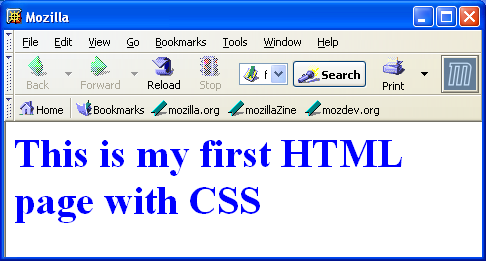 Mozilla
File Edit View Go Bookmarks Tools Window Help
Back Forward Reload Stop Search Print
Home Bookmarks mozilla.org mozillaZine mozdev.org
This is my first HTML
page with CSS